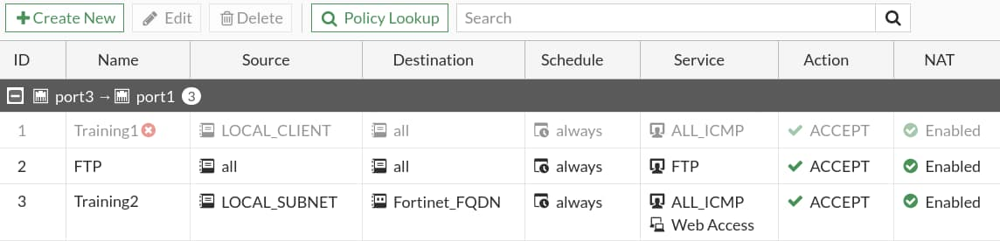 Create New Edit Delete Policy Lookup Search
ID Name Source Destination Schedule Service Action NAT
port3 → port1 3
1 Training1 LOCAL_CLIENT all always ALL_ICMP ACCEPT Enabled
2 FTP all all always FTP ACCEPT Enabled
3 Training2 LOCAL_SUBNET Fortinet_FQDN always ALL_ICMP ACCEPT Enabled
Web Access